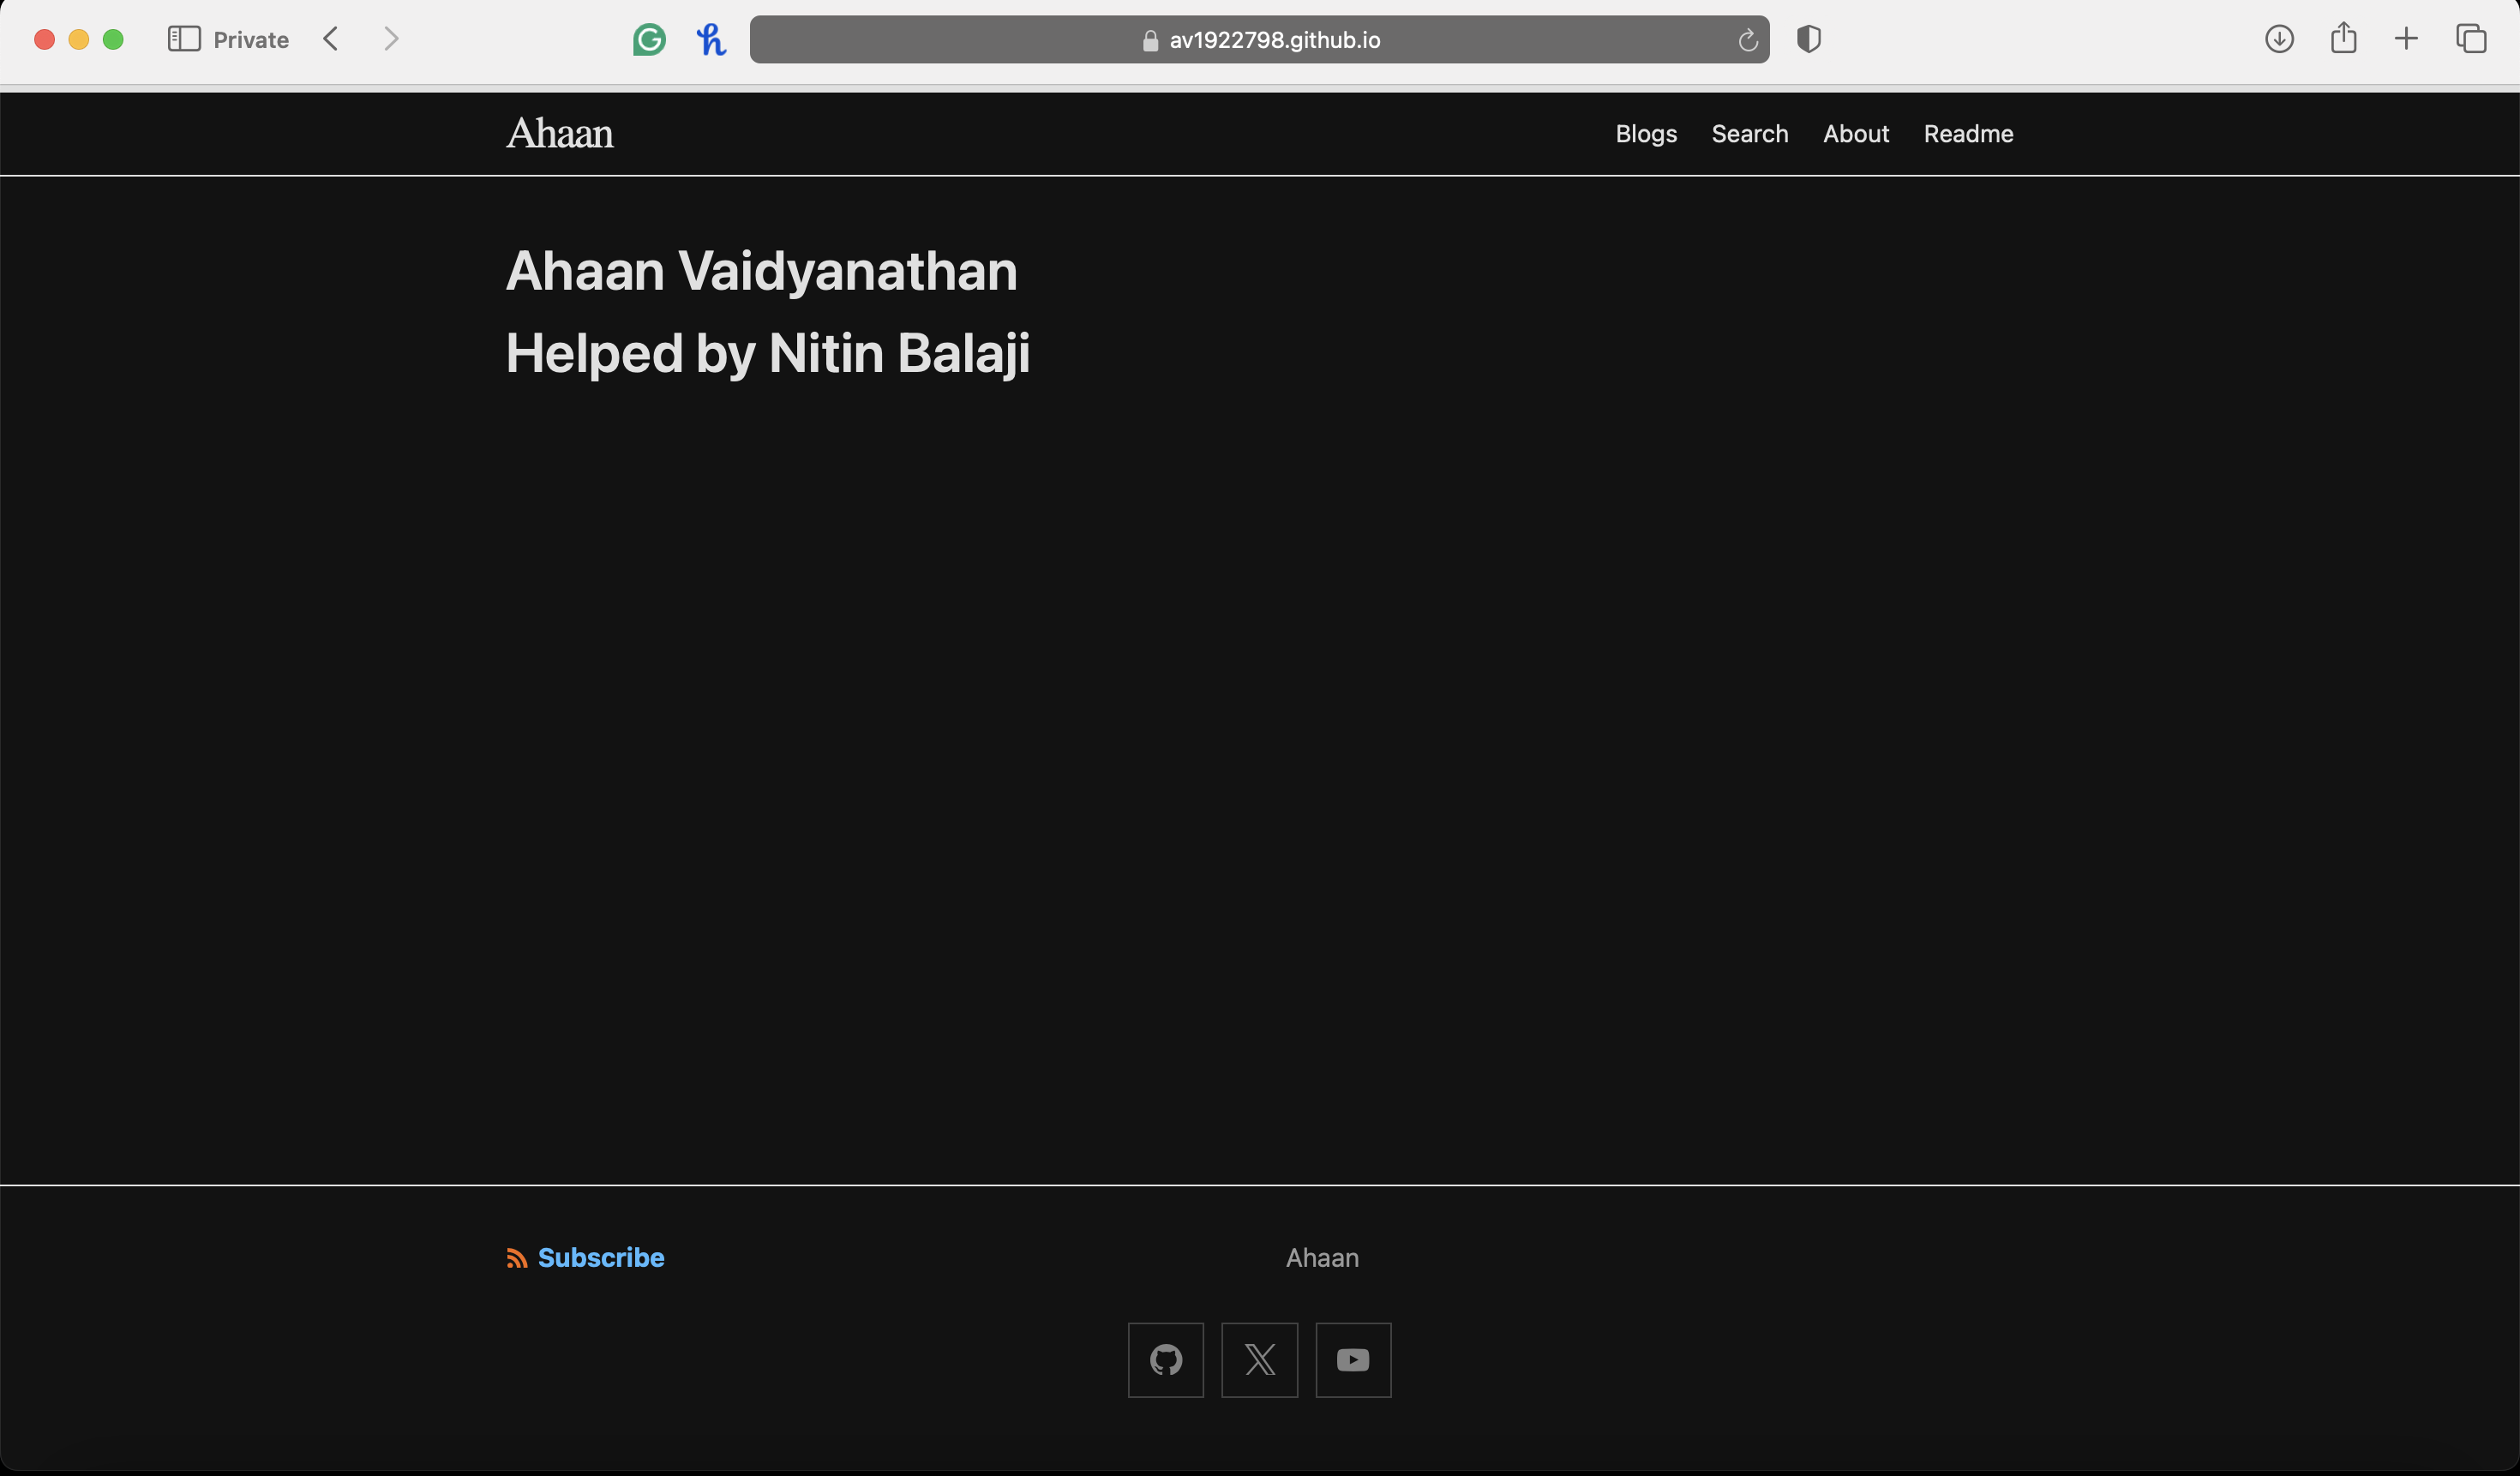 Private
av1922798.github.io
Ahaan
Blogs Search About Readme
Ahaan Vaidyanathan
Helped by Nitin Balaji
Subscribe
Ahaan